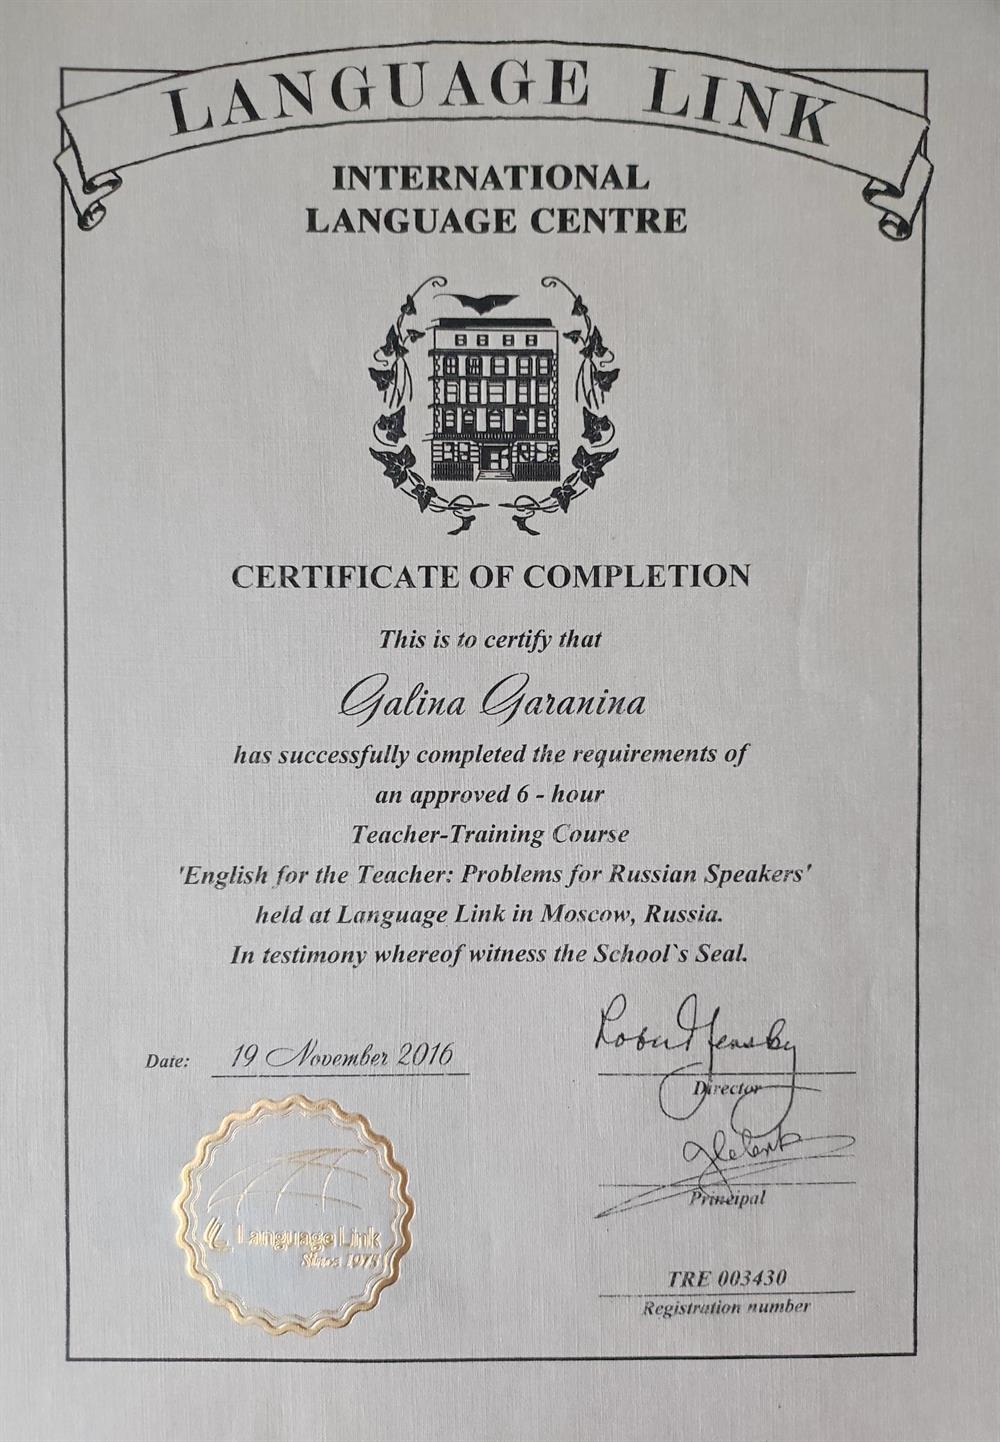 LANGUAGE LINK
INTERNATIONAL
LANGUAGE CENTRE
CERTIFICATE OF COMPLETION
This is to certify that
Galina Garanina
has successfully completed the requirements of
an approved 6 - hour
Teacher-Training Course
'English for the Teacher: Problems for Russian Speakers'
held at Language Link in Moscow, Russia.
In testimony whereof witness the School`s Seal.
Date: 19 November 2016
Director
Principal
Language Link
Since 1975
TRE 003430
Registration number